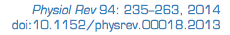 Physiol Rev 94: 235–263, 2014
doi:10.1152/physrev.00018.2013